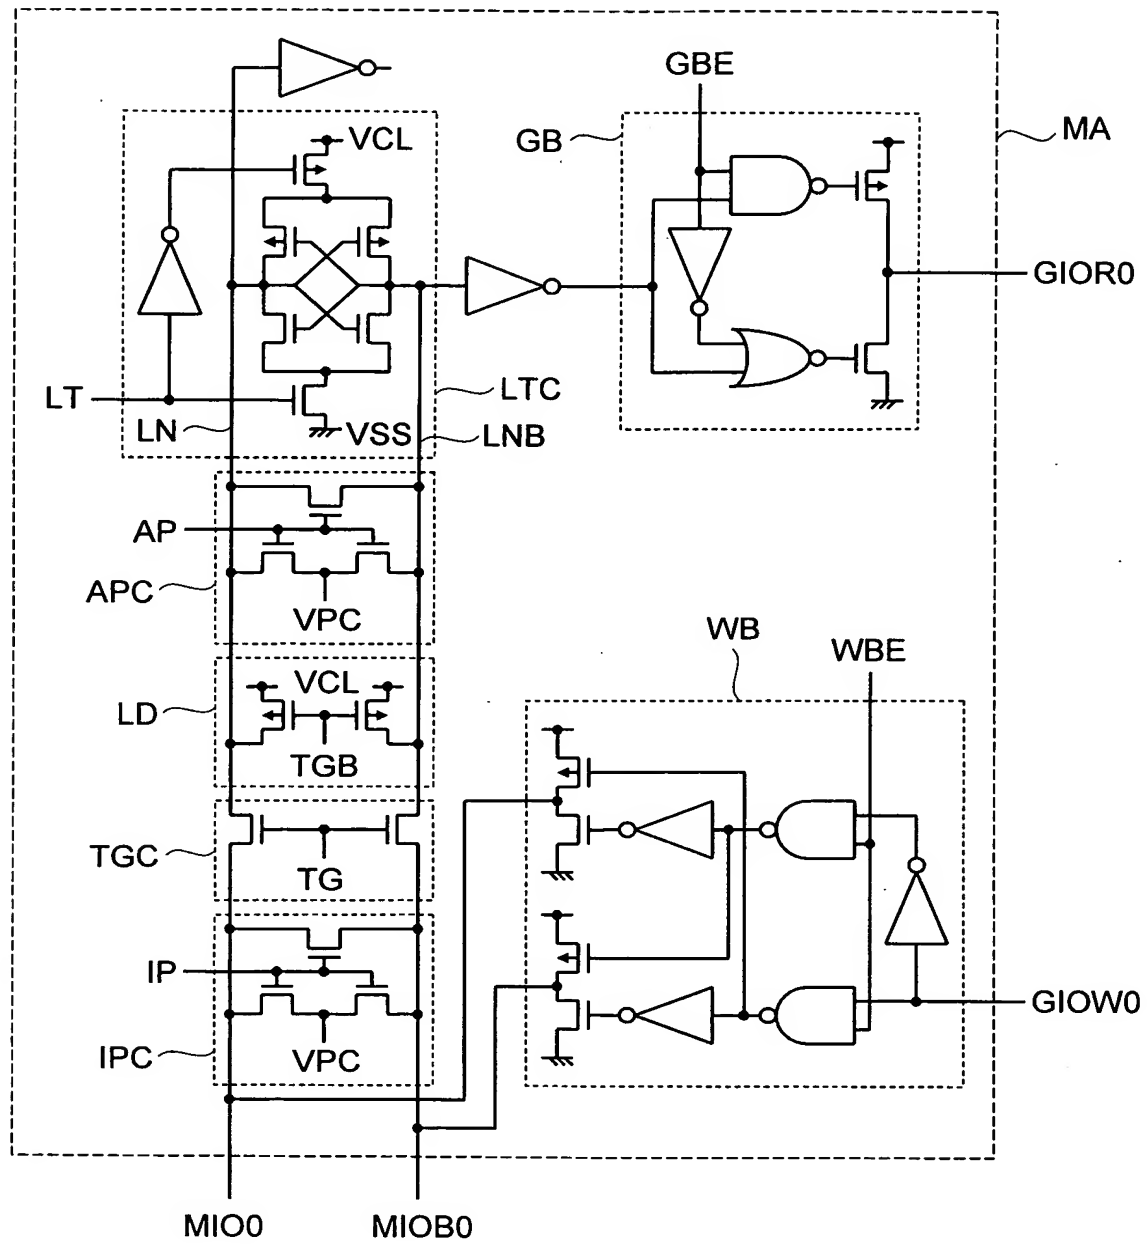 GBE
VCL
GB
MA
GIOR0
LT
LTC
LN
VSS
LNB
AP
APC
VPC
WB
WBE
VCL
LD
TGB
TGC
TG
IP
GIOW0
IPC
VPC
MIO0
MIOB0